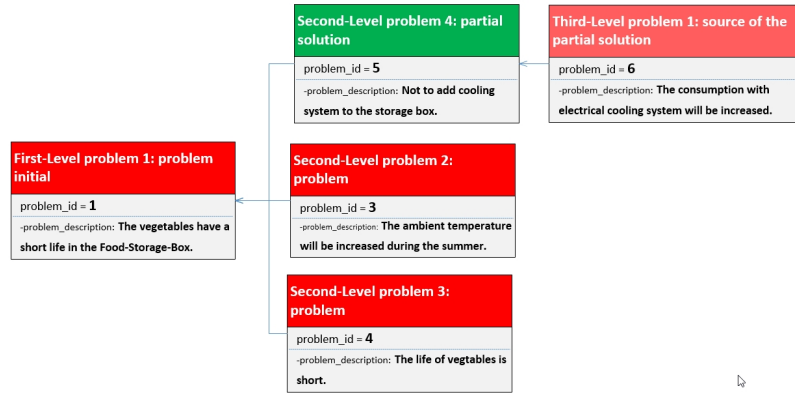 Second-Level problem 4: partial
solution
problem_id = 5
-problem_description: Not to add cooling
system to the storage box.
Third-Level problem 1: source of the
partial solution
problem_id = 6
-problem_description: The consumption with
electrical cooling system will be increased.
First-Level problem 1: problem
initial
problem_id = 1
-problem_description: The vegetables have a
short life in the Food-Storage-Box.
Second-Level problem 2:
problem
problem_id = 3
-problem_description: The ambient temperature
will be increased during the summer.
Second-Level problem 3:
problem
problem_id = 4
-problem_description: The life of vegtables is
short.